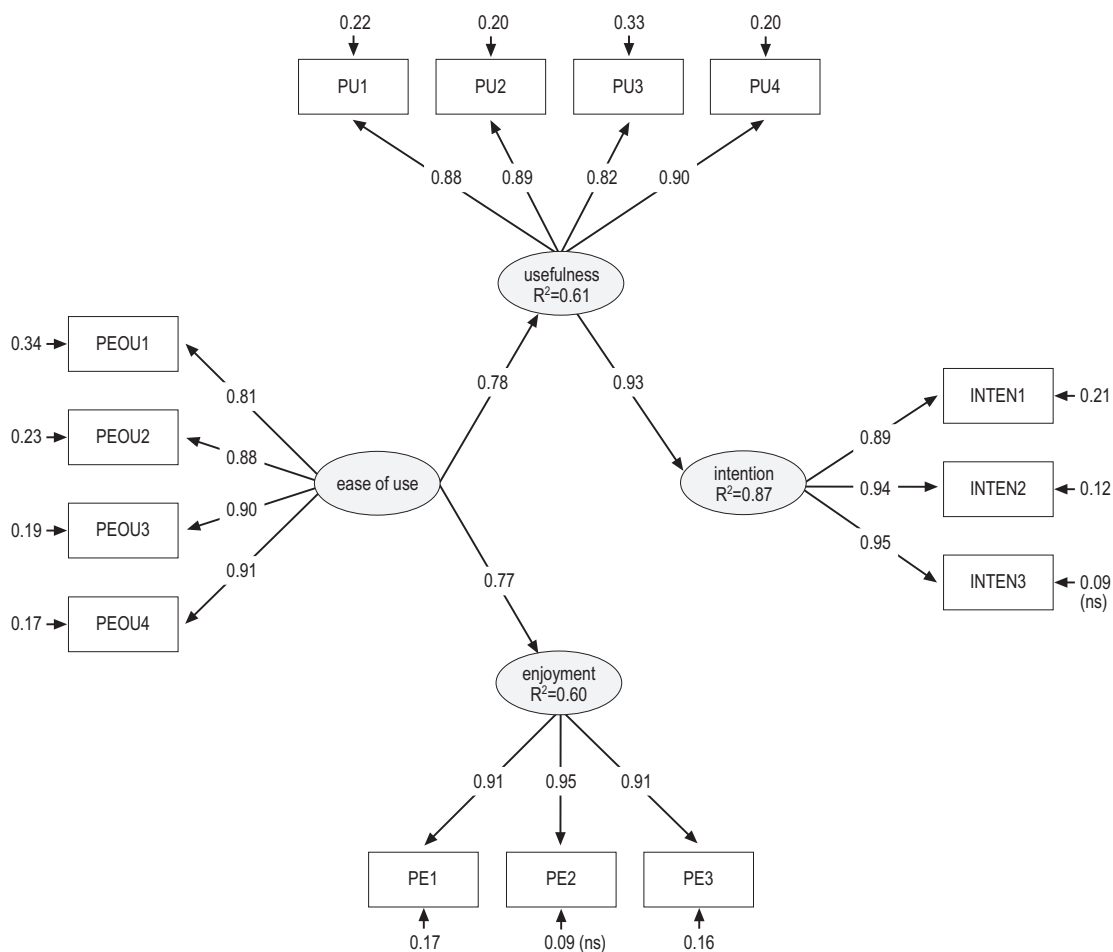 0.22 0.20 0.33 0.20
PU1 PU2 PU3 PU4
0.88 0.89 0.82 0.90
usefulness
R²=0.61
0.34 PEOU1
0.81 0.78 0.93
INTEN1 0.21
0.23 PEOU2
0.88 0.89
ease of use
intention
R²=0.87
0.94 INTEN2 0.12
0.90
0.19 PEOU3
0.95
0.91 0.77
INTEN3 0.09
(ns)
0.17 PEOU4
enjoyment
R²=0.60
0.91 0.95 0.91
PE1 PE2 PE3
0.17 0.09 (ns) 0.16